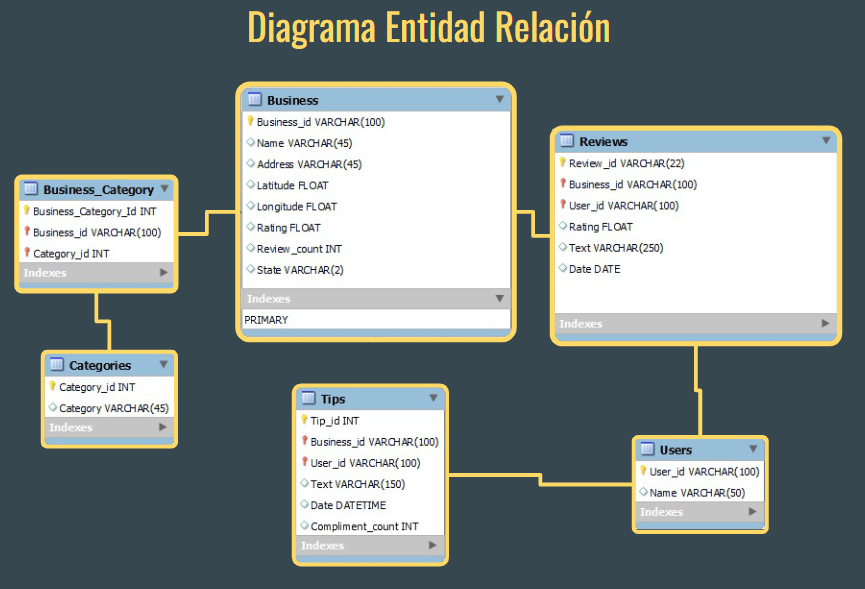 Diagrama Entidad Relación
Business
Business_id VARCHAR(100)
Name VARCHAR(45)
Address VARCHAR(45)
Latitude FLOAT
Longitude FLOAT
Rating FLOAT
Review_count INT
State VARCHAR(2)
Indexes
PRIMARY
Reviews
Review_id VARCHAR(22)
Business_id VARCHAR(100)
User_id VARCHAR(100)
Rating FLOAT
Text VARCHAR(250)
Date DATE
Indexes
Business_Category
Business_Category_Id INT
Business_id VARCHAR(100)
Category_id INT
Indexes
Categories
Category_id INT
Category VARCHAR(45)
Indexes
Tips
Tip_id INT
Business_id VARCHAR(100)
User_id VARCHAR(100)
Text VARCHAR(150)
Date DATETIME
Compliment_count INT
Indexes
Users
User_id VARCHAR(100)
Name VARCHAR(50)
Indexes